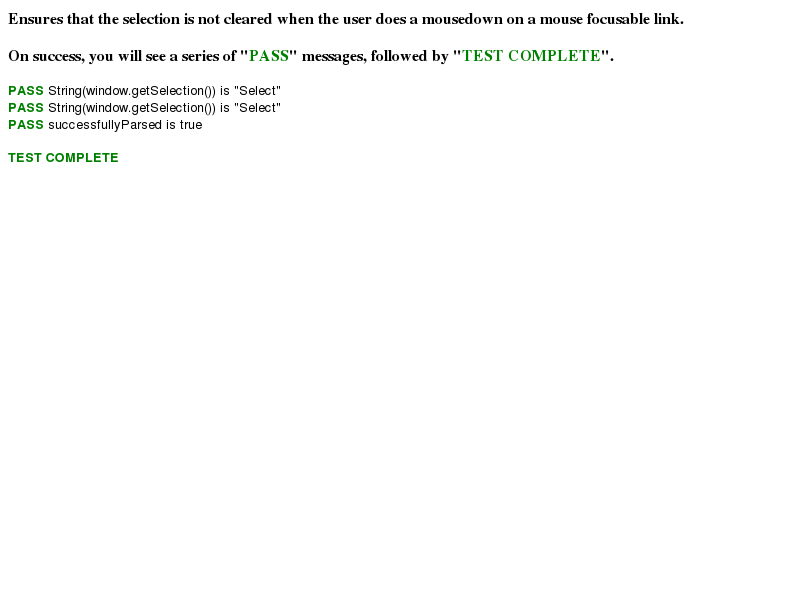 Ensures that the selection is not cleared when the user does a mousedown on a mouse focusable link.
On success, you will see a series of "PASS" messages, followed by "TEST COMPLETE".
PASS String(window.getSelection()) is "Select"
PASS String(window.getSelection()) is "Select"
PASS successfullyParsed is true
TEST COMPLETE